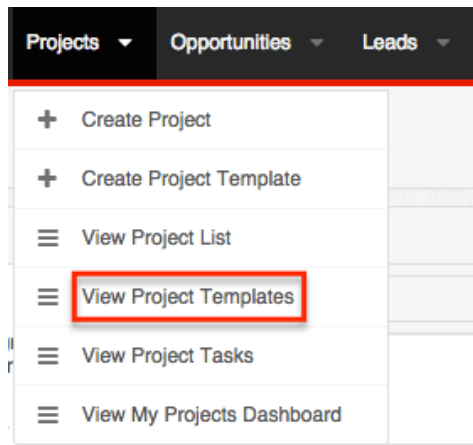 Projects Opportunities Leads
Create Project
Create Project Template
View Project List
View Project Templates
View Project Tasks
View My Projects Dashboard